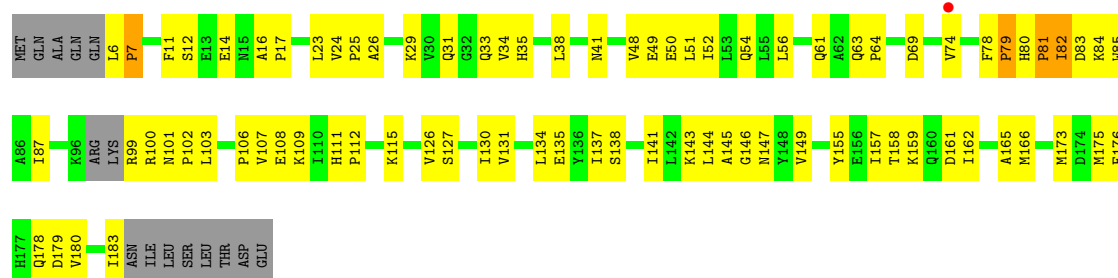 MET GLN ALA GLN GLN L6 P7 F11 S12 E13 E14 N15 A16 P17 L23 V24 P25 A26 K29 V30 Q31 G32 Q33 V34 H35 L38 N41 V48 E49 E50 L51 I52 L53 Q54 L55 L56 Q61 A62 Q63 P64 D69 V74 F78 P79 H80 P81 I82 D83 K84 W85
A86 I87 K96 ARG LYS R99 R100 N101 P102 L103 P106 V107 E108 K109 I110 H111 P112 K115 V126 S127 I130 V131 L134 E135 Y136 I137 S138 I141 L142 K143 L144 A145 G146 N147 Y148 V149 Y155 E156 I157 T158 K159 Q160 D161 I162 A165 M166 M173 D174 M175 F176
H177 Q178 D179 V180 I183 ASN ILE LEU SER LEU THR ASP GLU